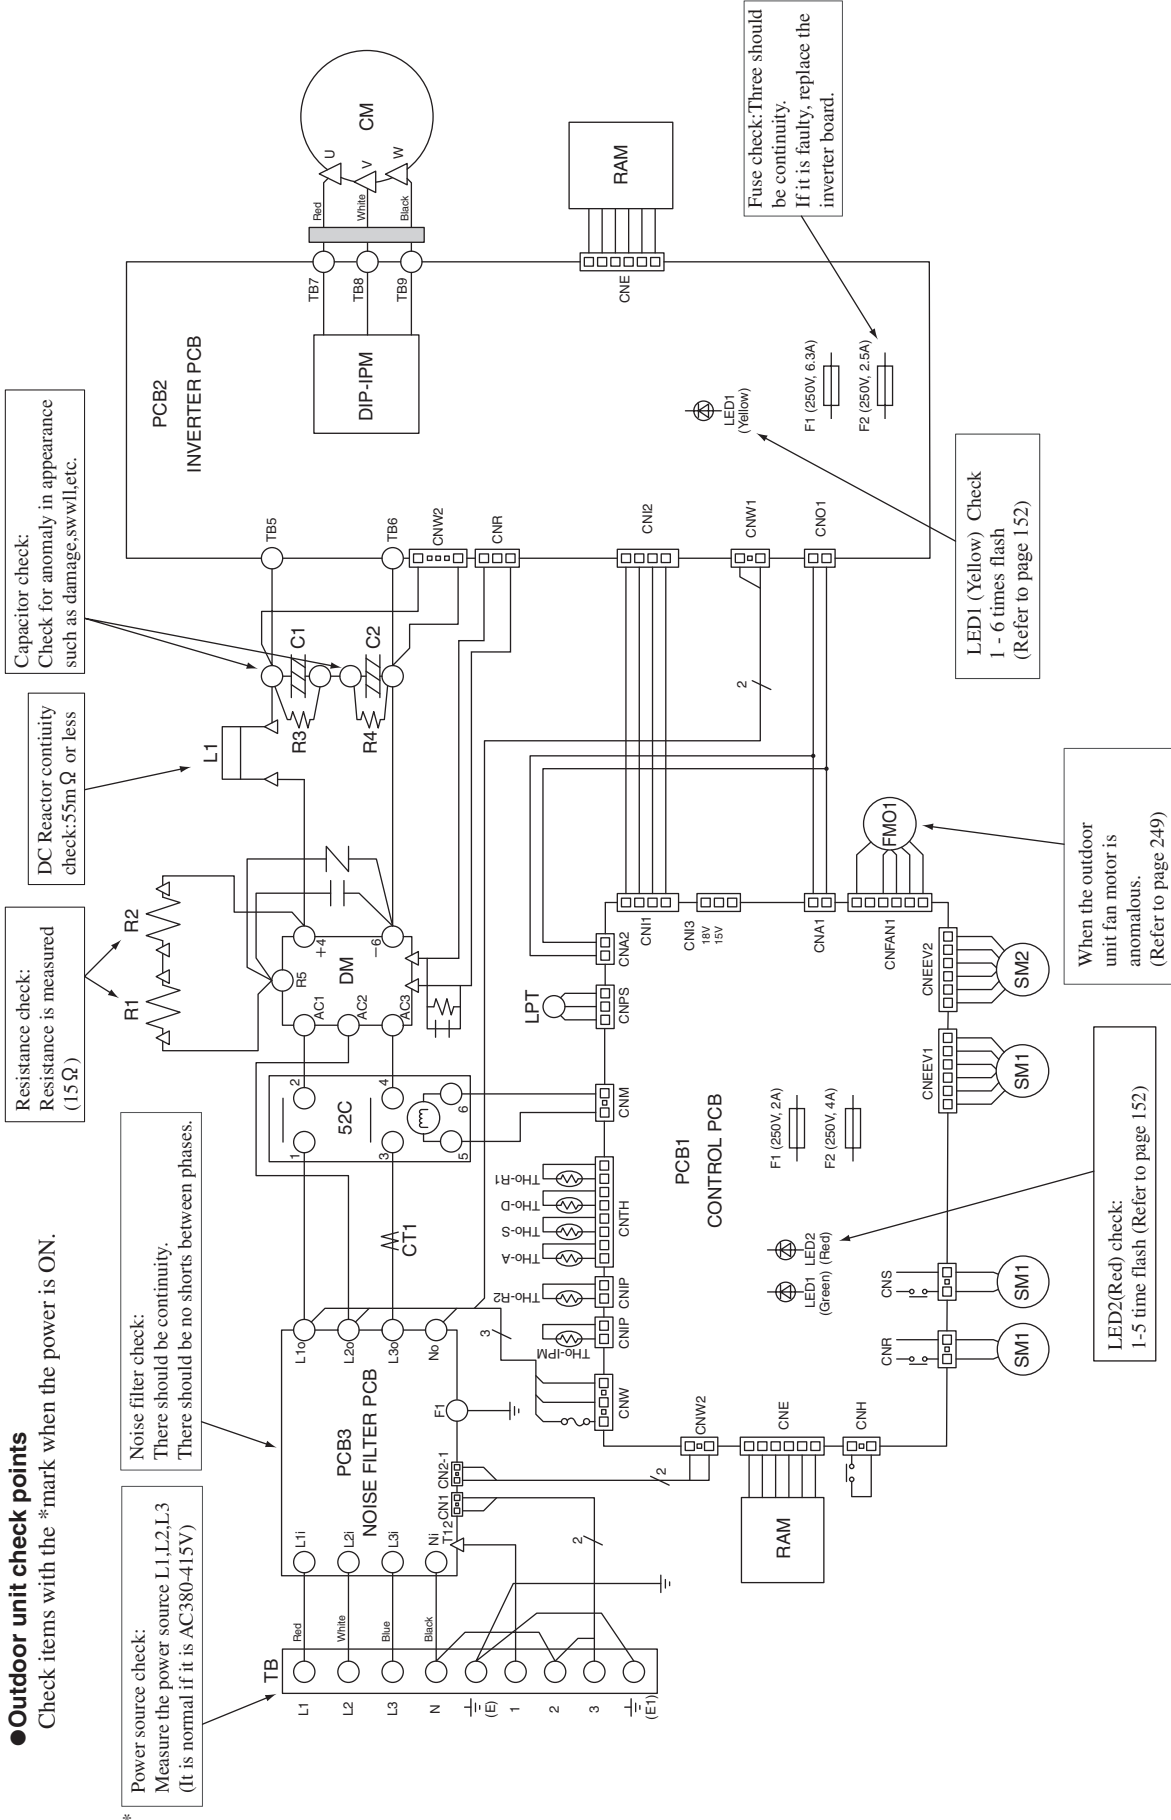 ●Outdoor unit check points
Check items with the *mark when the power is ON.
*
Power source check:
Measure the power source L1,L2,L3
(It is normal if it is AC380-415V)
Noise filter check:
There should be continuity.
There should be no shorts between phases.
Resistance check:
Resistance is measured
(15Ω)
DC Reactor contiuity
check:55mΩ or less
Capacitor check:
Check for anomaly in appearance
such as damage,swwll,etc.
TB
L1
L2
L3
N
(E)
1
2
3
(E1)
Red
White
Blue
Black
L1i
L2i
L3i
Ni
T12
CN1
CN2-1
PCB3
NOISE FILTER PCB
F1
L1o
L2o
L3o
No
3
2
2
CT1
52C
1
2
3
4
5
6
R1
R2
AC1
AC2
AC3
R5
DM
+4
−6
L1
R3
R4
C1
C2
TB5
TB6
CNW2
CNR
CNI2
CNW1
CNO1
2
PCB2
INVERTER PCB
DIP-IPM
TB7
TB8
TB9
Red
White
Black
U
V
W
CM
CNE
RAM
LED1
(Yellow)
F1 (250V, 6.3A)
F2 (250V, 2.5A)
Fuse check:Three should
be continuity.
If it is faulty, replace the
inverter board.
LED1 (Yellow) Check
1 - 6 times flash
(Refer to page 152)
THo-IPM
THo-R2
THo-A
THo-S
THo-D
THo-R1
CNW
CNIP
CNIP
CNTH
CNM
LPT
CNPS
CNA2
CNI1
CNI3
18V
15V
CNA1
CNFAN1
FMO1
PCB1
CONTROL PCB
F1 (250V, 2A)
F2 (250V, 4A)
LED1
(Green)
LED2
(Red)
CNW2
CNE
RAM
CNH
CNR
SM1
CNS
SM1
CNEEV1
SM1
CNEEV2
SM2
LED2(Red) check:
1-5 time flash (Refer to page 152)
When the outdoor
unit fan motor is
anomalous.
(Refer to page 249)